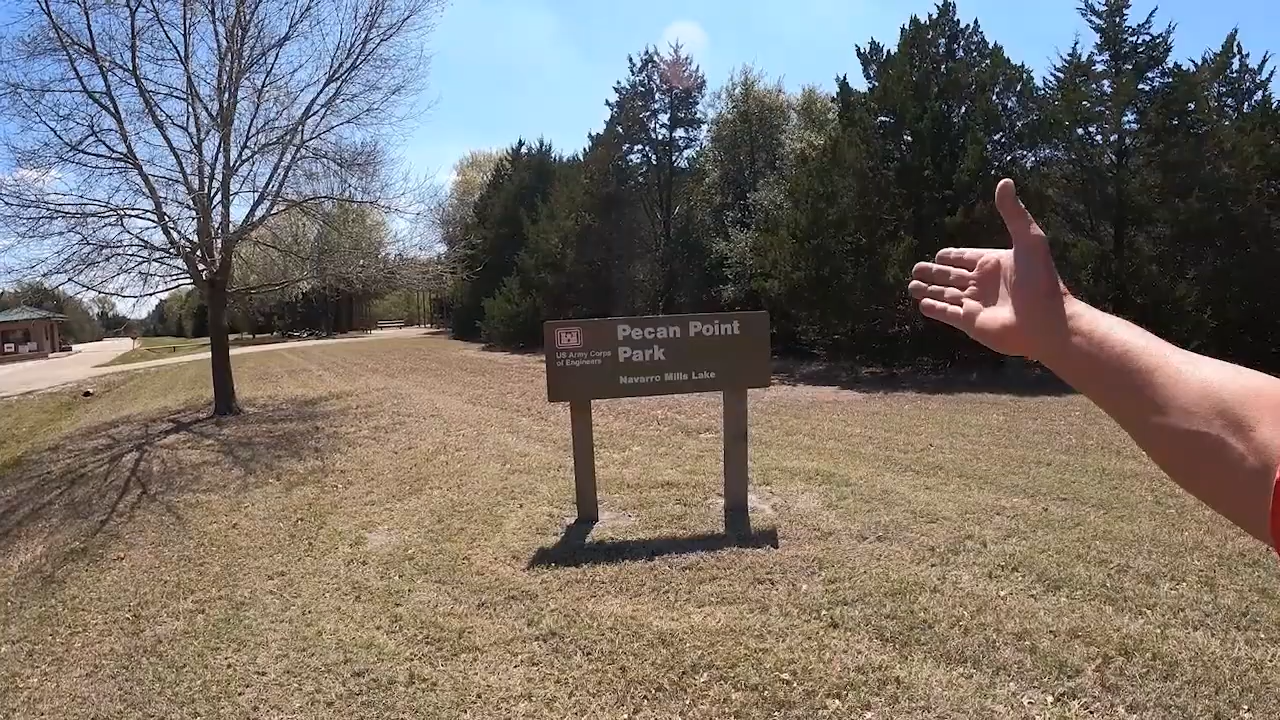 Pecan Point
Park
US Army Corps
of Engineers
Navarro Mills Lake